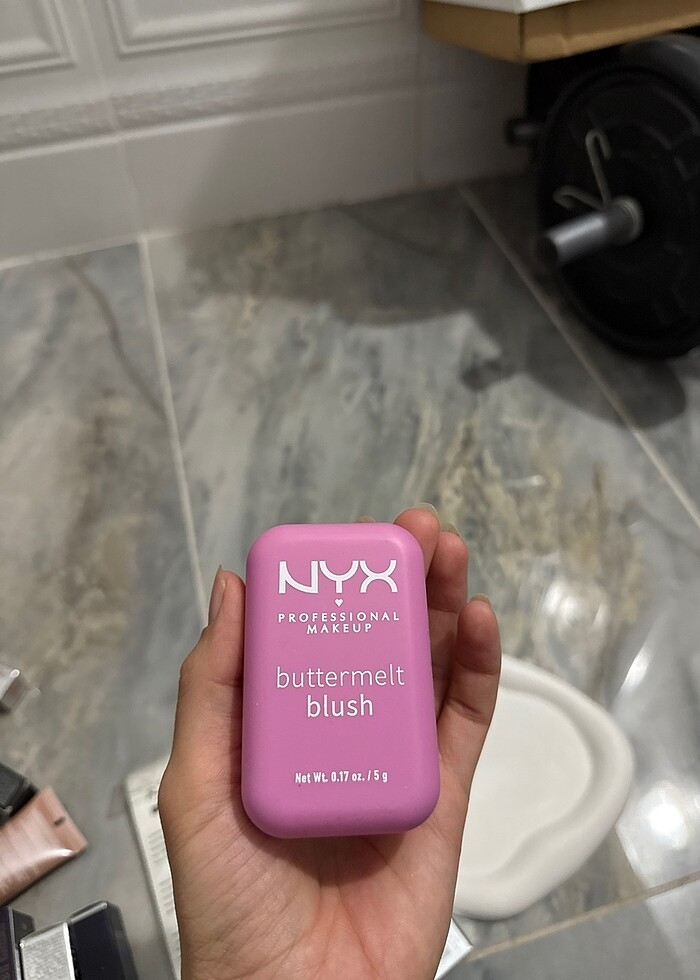 NYX
PROFESSIONAL
MAKEUP
buttermelt
blush
Net Wt. 0.17 oz. / 5 g